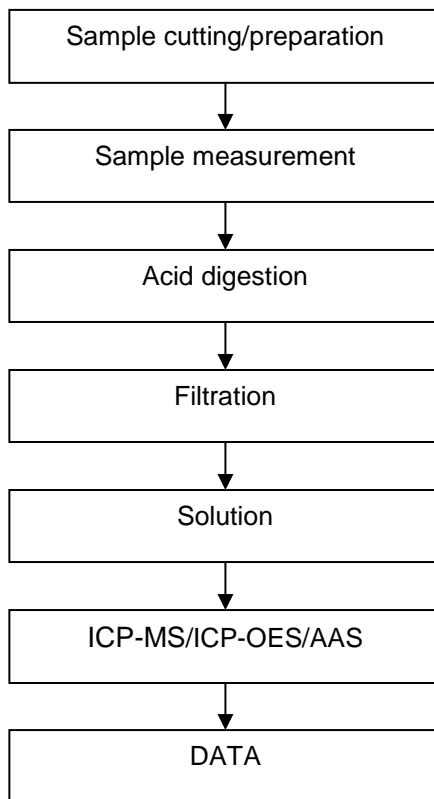 Sample cutting/preparation
Sample measurement
Acid digestion
Filtration
Solution
ICP-MS/ICP-OES/AAS
DATA